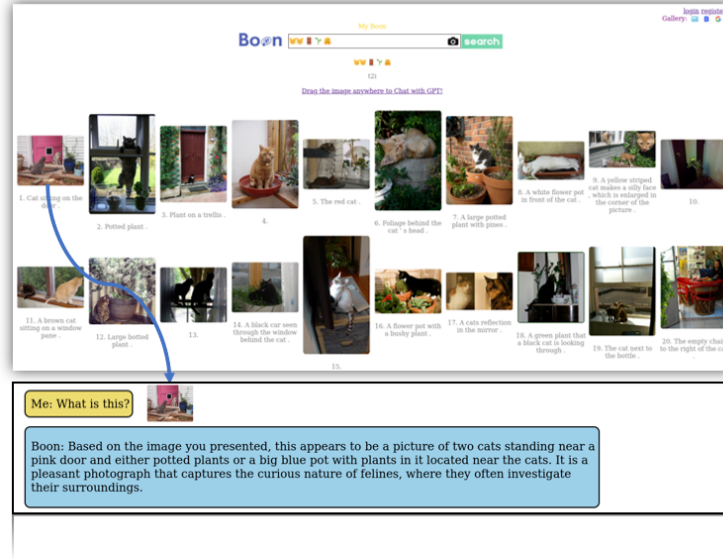 login registe
Gallery:
My Boon
Boon
search
(2)
Drag the image anywhere to Chat with GPT!
1. Cat sitting on the
door .
2. Potted plant .
3. Plant on a trellis .
4.
5. The red cat .
6. Foliage behind the
cat ' s head .
7. A large potted
plant with pines .
8. A white flower pot
in front of the cat .
9. A yellow striped
cat makes a silly face
, which is enlarged in
the corner of the
picture .
10.
11. A brown cat
sitting on a window
pane .
12. Large botted
plant .
13.
14. A black car seen
through the window
behind the cat .
15.
16. A flower pot with
a bushy plant .
17. A cats reflection
in the mirror .
18. A green plant that
a black cat is looking
through .
19. The cat next to
the bottle .
20. The empty chai
to the right of the ca
Me: What is this?
Boon: Based on the image you presented, this appears to be a picture of two cats standing near a
pink door and either potted plants or a big blue pot with plants in it located near the cats. It is a
pleasant photograph that captures the curious nature of felines, where they often investigate
their surroundings.